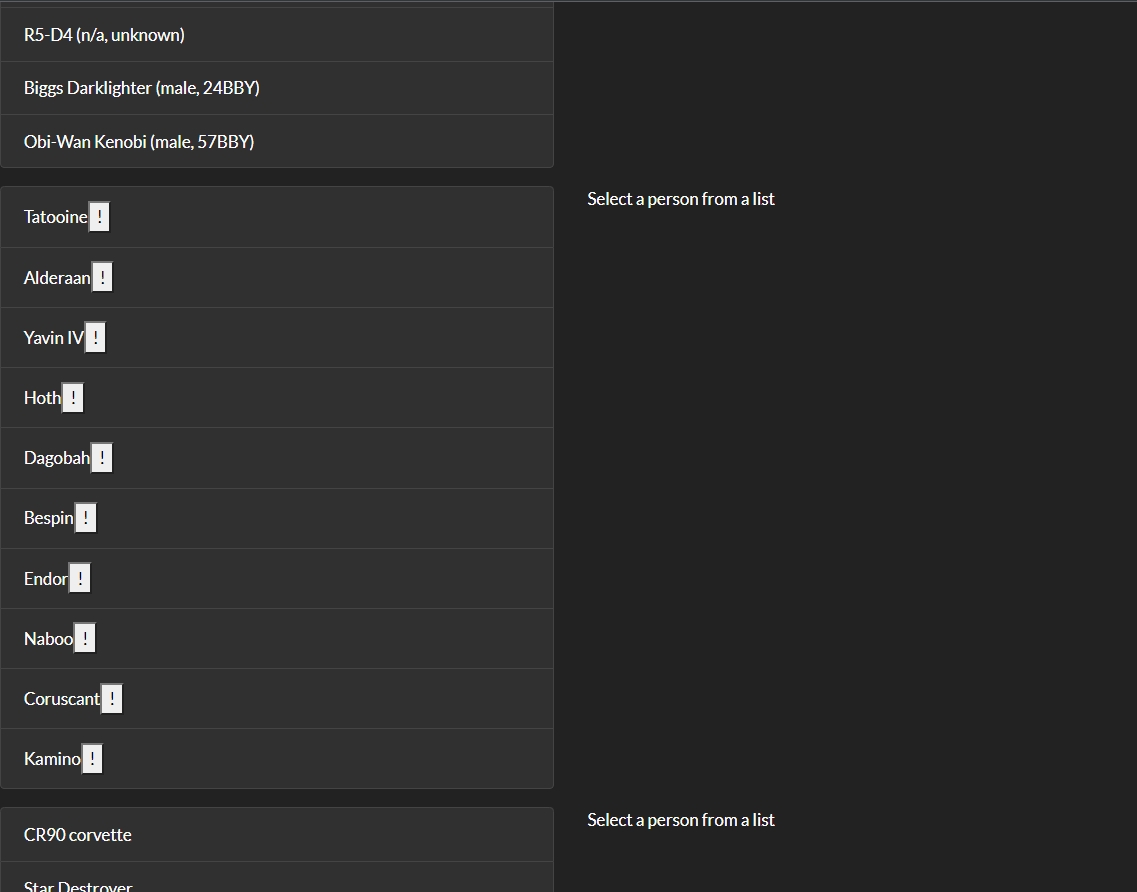 R5-D4 (n/a, unknown)
Biggs Darklighter (male, 24BBY)
Obi-Wan Kenobi (male, 57BBY)
Tatooine !
Select a person from a list
Alderaan !
Yavin IV !
Hoth !
Dagobah !
Bespin !
Endor !
Naboo !
Coruscant !
Kamino !
CR90 corvette
Select a person from a list
Star Destroyer